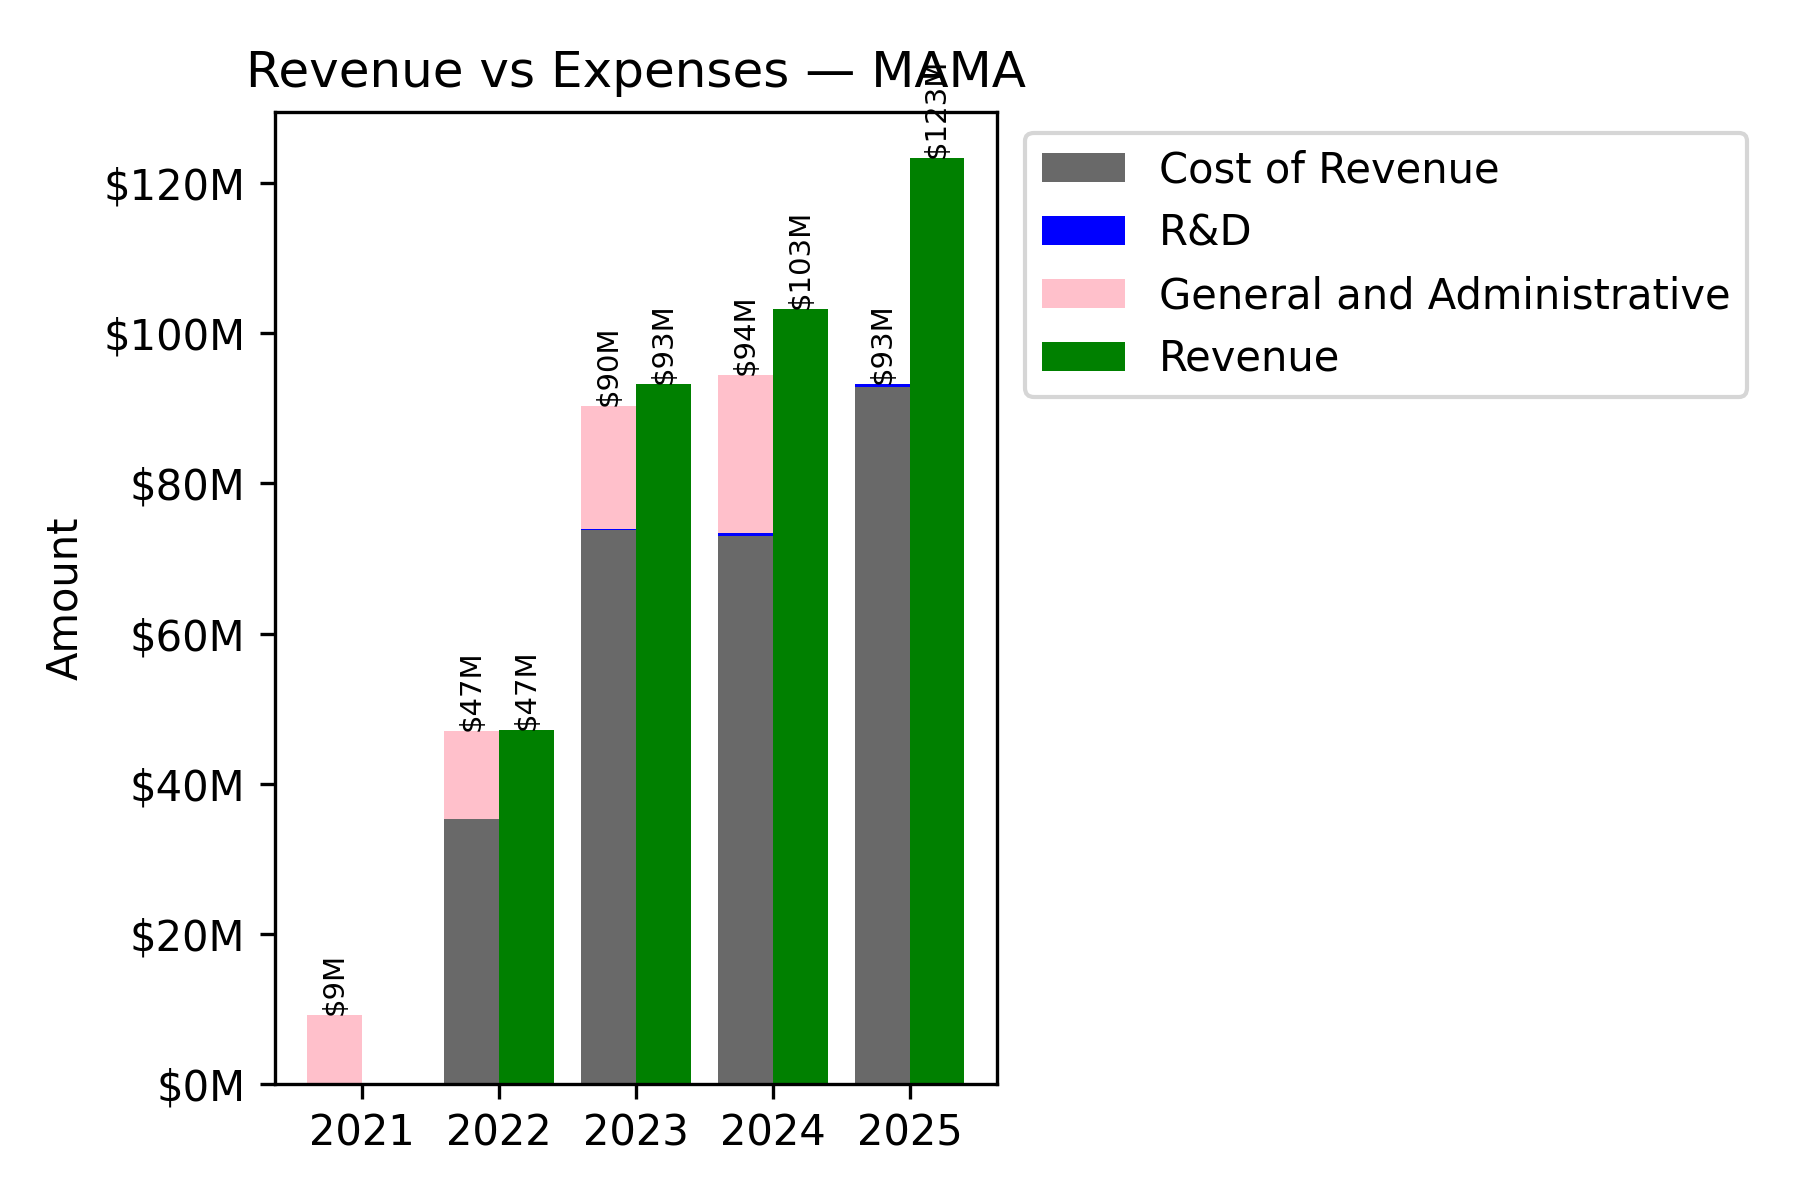 Revenue vs Expenses — MAMA
$123M
$120M
$100M
$80M
$60M
$40M
$20M
$0M
Amount
$9M
$47M
$47M
$90M
$93M
$94M
$103M
$93M
2021
2022
2023
2024
2025
Cost of Revenue
R&D
General and Administrative
Revenue